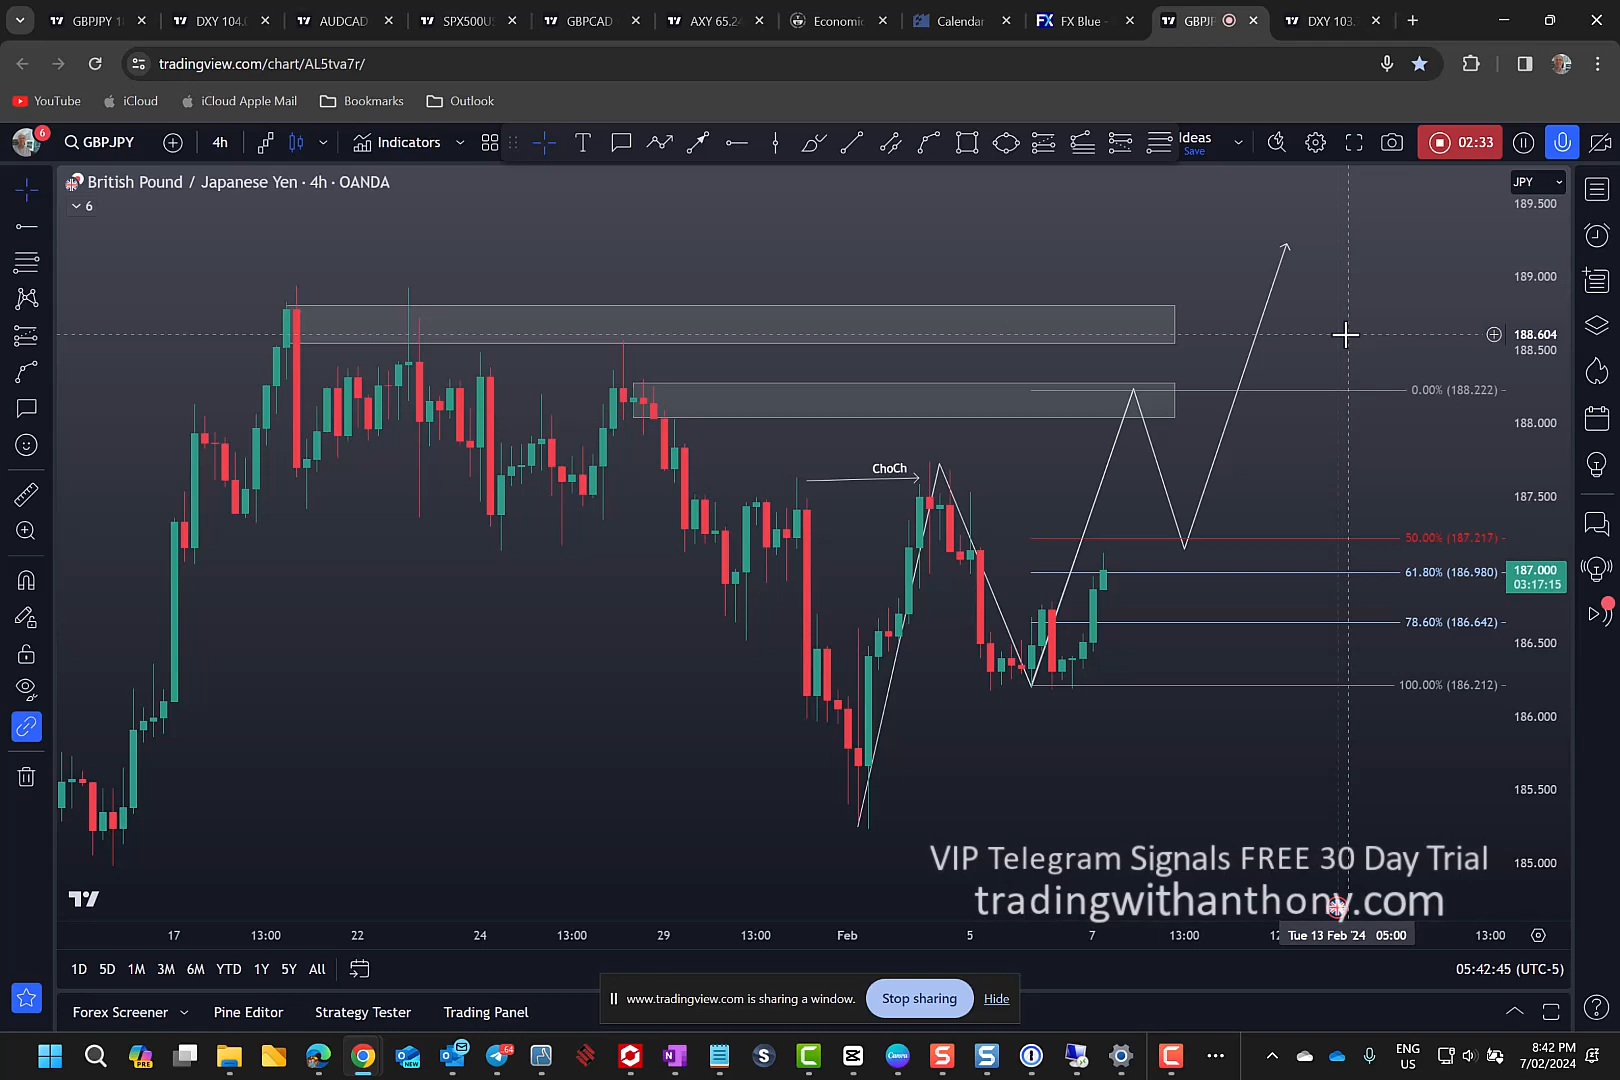 GBPJPY 1
DXY 104.
AUDCAD
SPX500U
GBPCAD
AXY 65.2
Economic
Calendar
FX Blue -
GBPJP
DXY 103.
tradingview.com/chart/AL5tva7r/
YouTube
iCloud
iCloud Apple Mail
Bookmarks
Outlook
6
GBPJPY
4h
Indicators
Ideas
Save
02:33
British Pound / Japanese Yen · 4h · OANDA
6
JPY
189.500
189.000
188.604
188.500
0.00% (188.222)
188.000
ChoCh
187.500
50.00% (187.217)
61.80% (186.980)
187.000
03:17:15
78.60% (186.642)
186.500
100.00% (186.212)
186.000
185.500
185.000
VIP Telegram Signals FREE 30 Day Trial
tradingwithanthony.com
17
13:00
22
24
13:00
29
13:00
Feb
5
7
13:00
Tue 13 Feb '24 05:00
13:00
1D 5D 1M 3M 6M YTD 1Y 5Y All
05:42:45 (UTC-5)
www.tradingview.com is sharing a window.
Stop sharing
Hide
Forex Screener
Pine Editor
Strategy Tester
Trading Panel
PRE
NEW
64
ENG
US
8:42 PM
7/02/2024